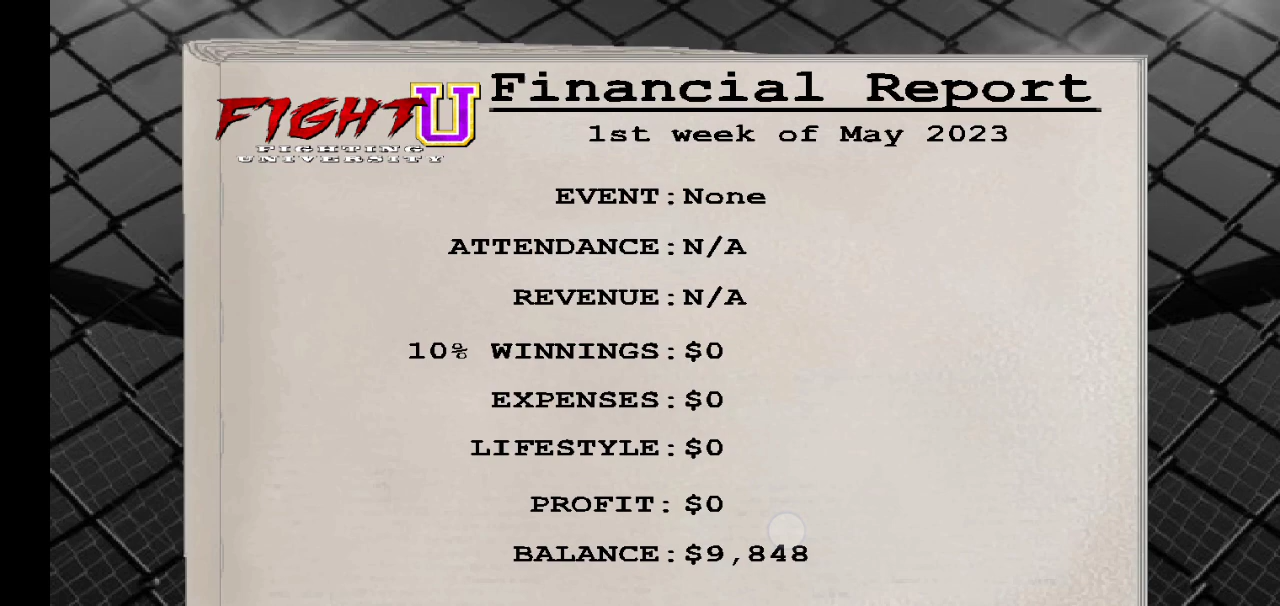 FIGHT U
FIGHTING
UNIVERSITY
Financial Report
1st week of May 2023
EVENT:None
ATTENDANCE:N/A
REVENUE:N/A
10% WINNINGS:$0
EXPENSES:$0
LIFESTYLE:$0
PROFIT:$0
BALANCE:$9,848